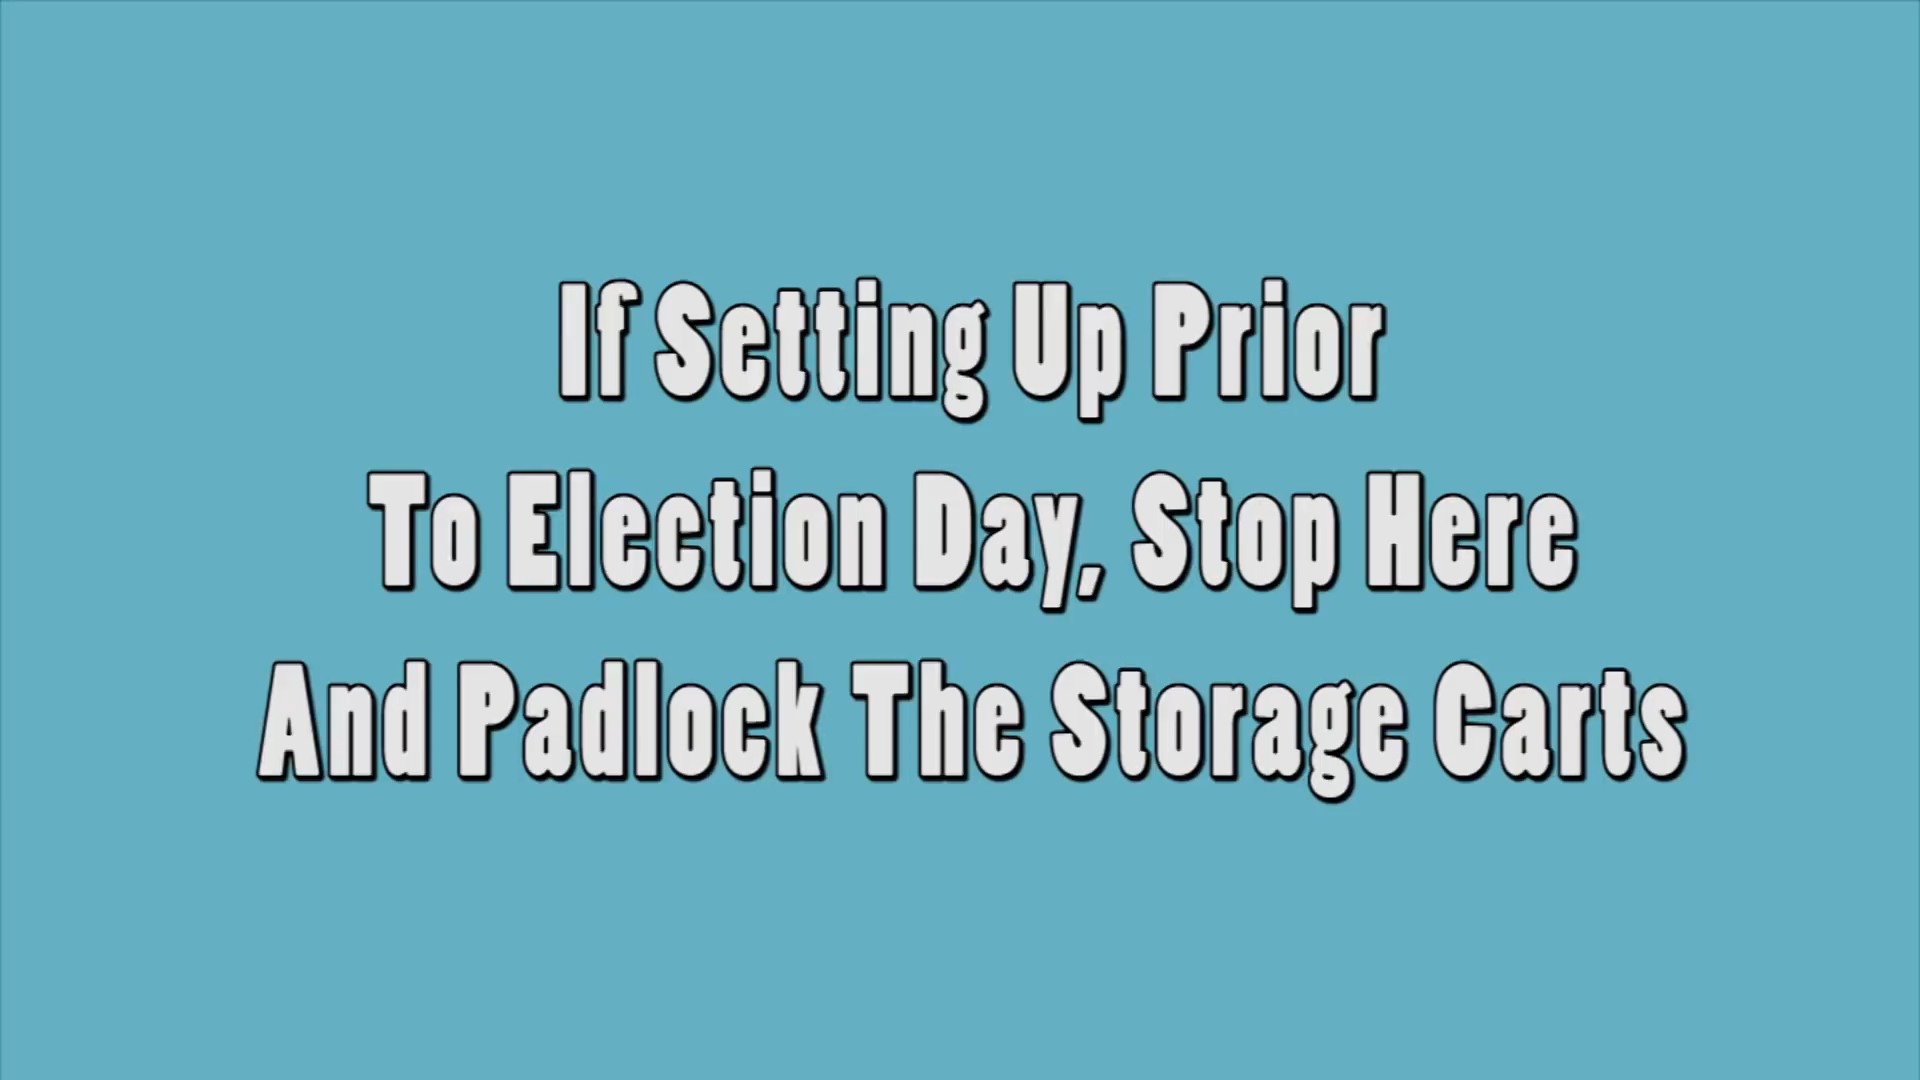 If Setting Up Prior
To Election Day, Stop Here
And Padlock The Storage Carts